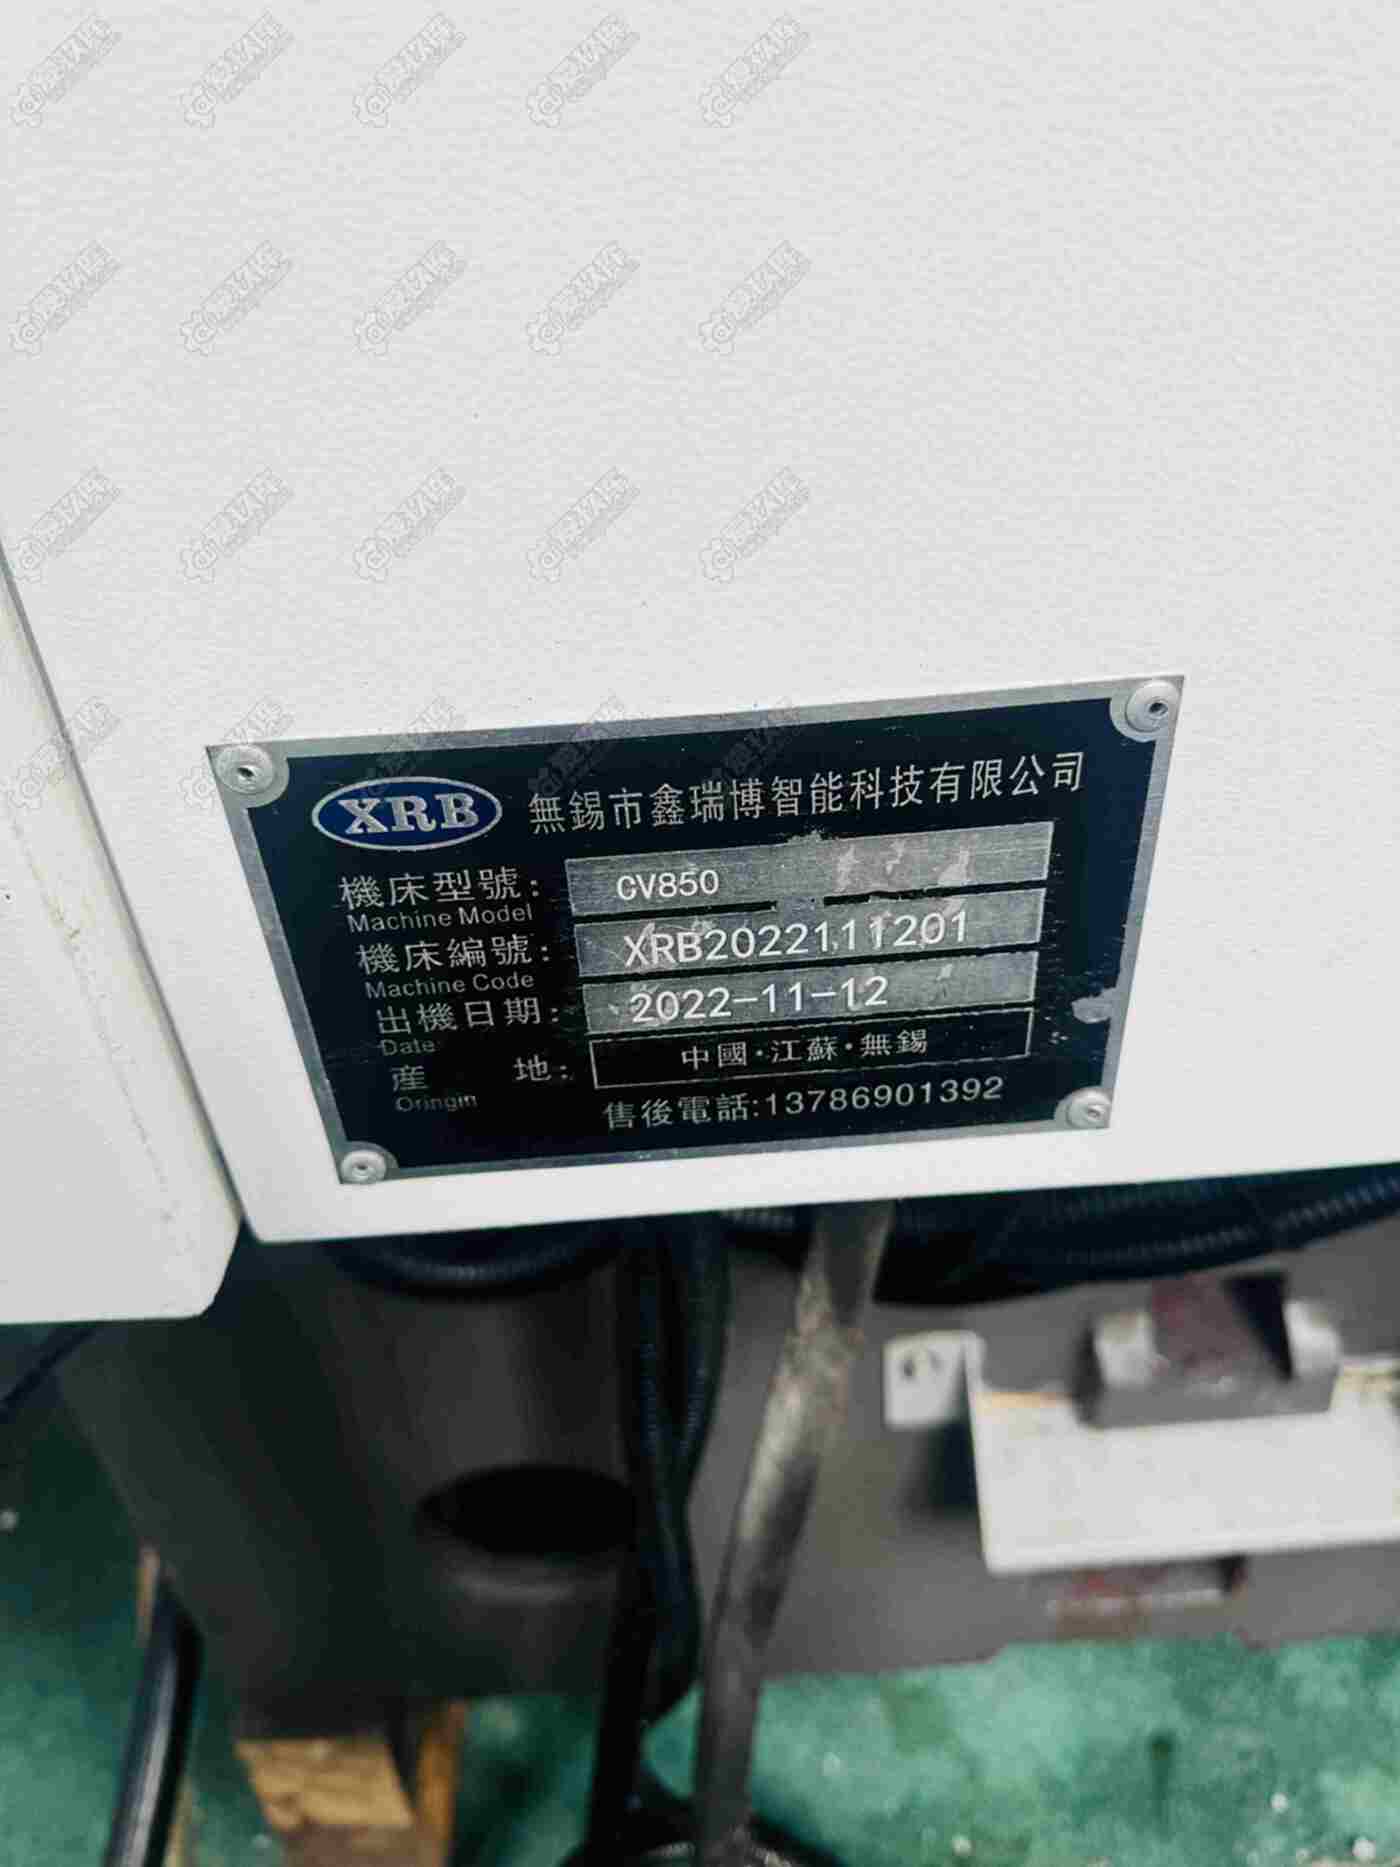 XRB 無錫市鑫瑞博智能科技有限公司
機床型號: CV850
Machine Model
機床編號: XRB2022111201
Machine Code
出機日期: 2022-11-12
Date
産 地: 中國·江蘇·無錫
Oringin
售後電話:13786901392